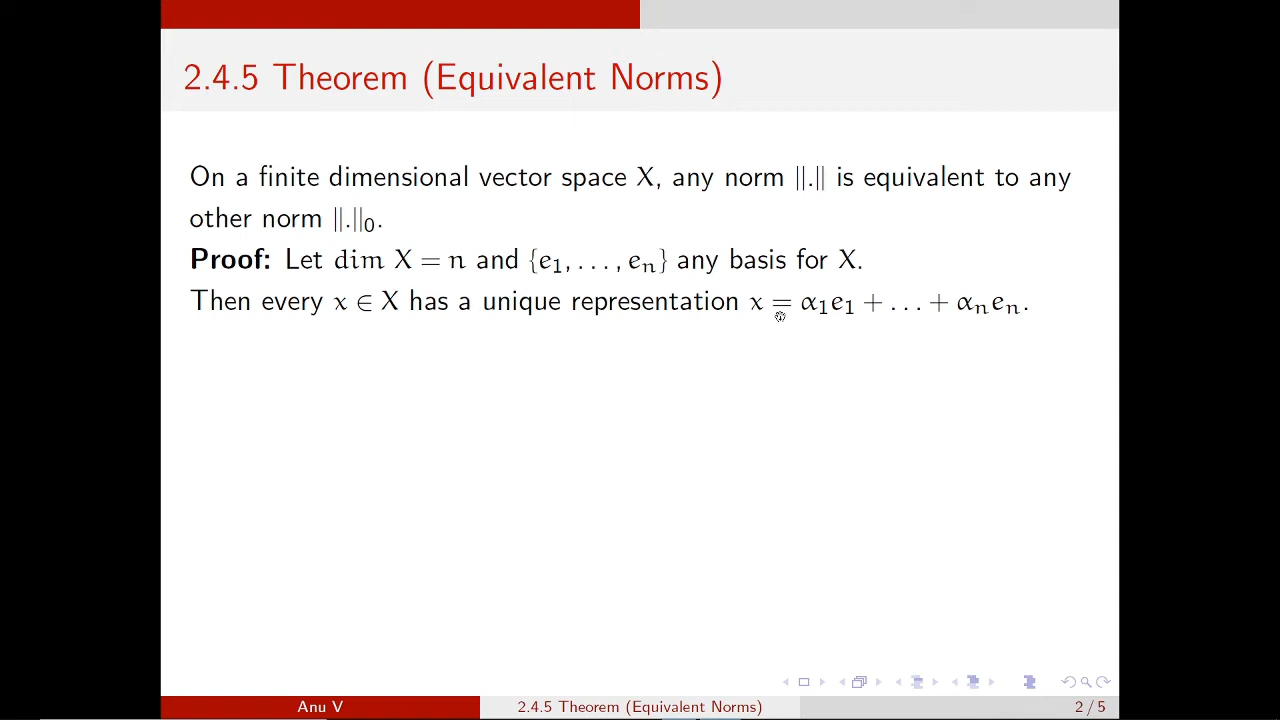 2.4.5 Theorem (Equivalent Norms)
On a finite dimensional vector space X, any norm ‖.‖ is equivalent to any
other norm ‖.‖₀.
Proof: Let dim X = n and {e₁, . . . , eₙ} any basis for X.
Then every x ∈ X has a unique representation x = α₁e₁ + . . . + αₙeₙ.
Anu V
2.4.5 Theorem (Equivalent Norms)
2 / 5